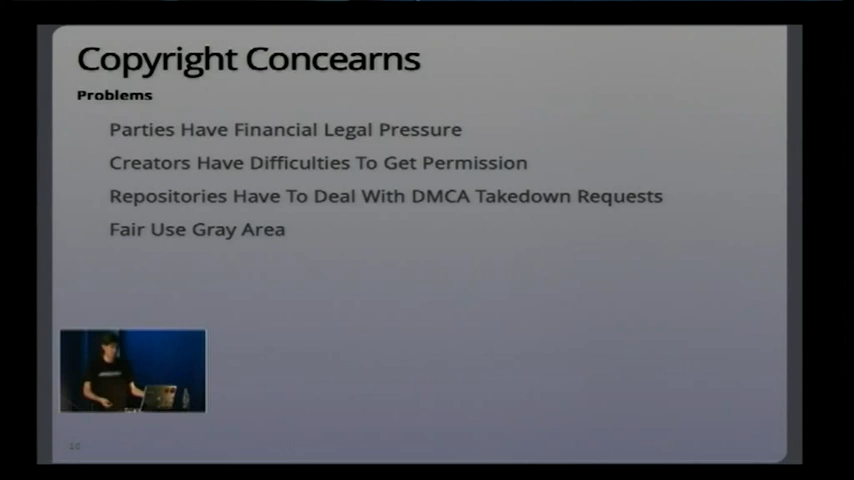 Copyright Concearns
Problems
Parties Have Financial Legal Pressure
Creators Have Difficulties To Get Permission
Repositories Have To Deal With DMCA Takedown Requests
Fair Use Gray Area